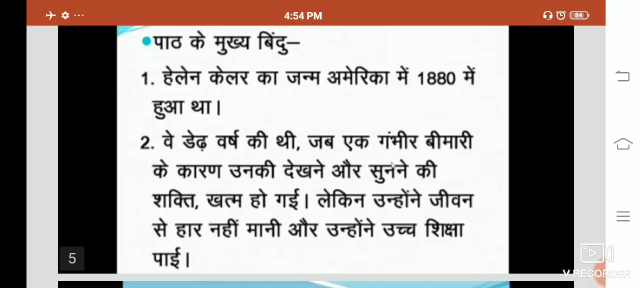 4:54 PM
84
•पाठ के मुख्य बिंदु–
1. हेलेन केलर का जन्म अमेरिका में 1880 में
हुआ था।
2. वे डेढ़ वर्ष की थी, जब एक गंभीर बीमारी
के कारण उनकी देखने और सुनने की
शक्ति, खत्म हो गई। लेकिन उन्होंने जीवन
से हार नहीं मानी और उन्होंने उच्च शिक्षा
पाई।
5
V RECORDER